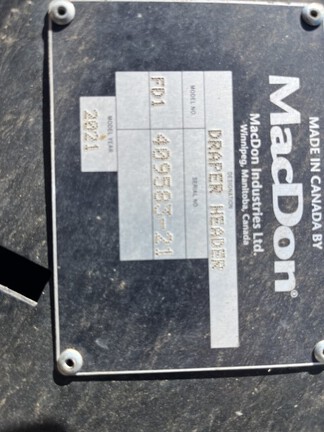 MADE IN CANADA BY
MacDon®
MacDon Industries Ltd.
Winnipeg, Manitoba, Canada
DESIGNATION
DRAPER HEADER
MODEL NO
SERIAL NO
FD1
409583-21
MODEL YEAR
2021